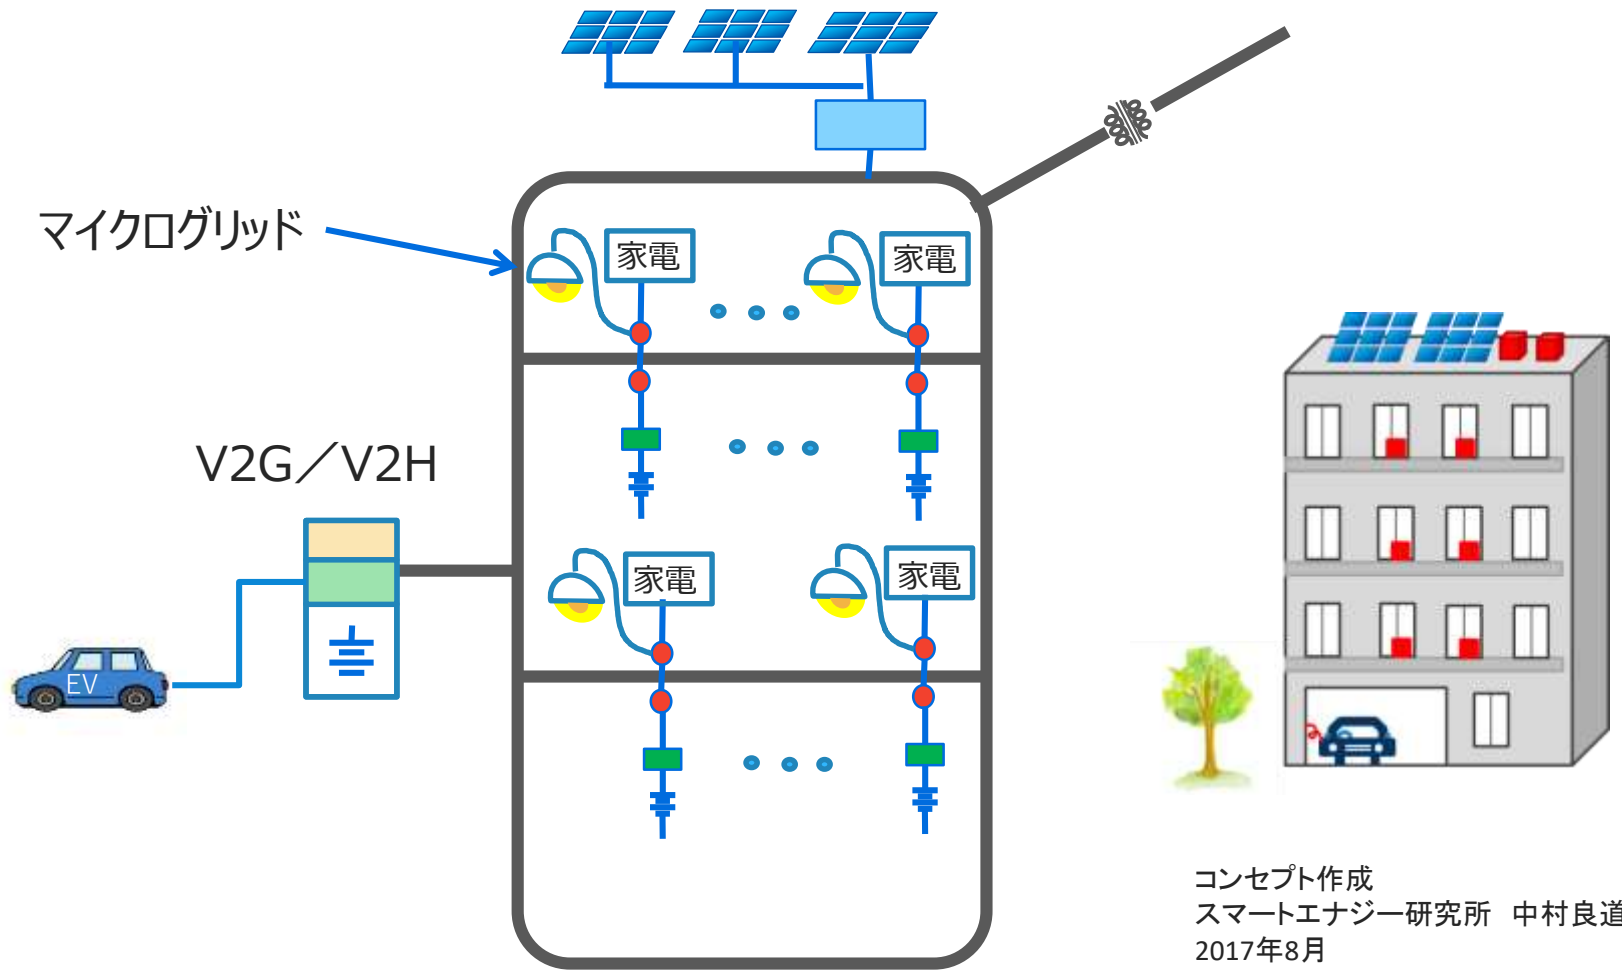 マイクログリッド
家電
家電
V2G／V2H
家電
家電
EV
コンセプト作成
スマートエナジー研究所　中村良道
2017年8月